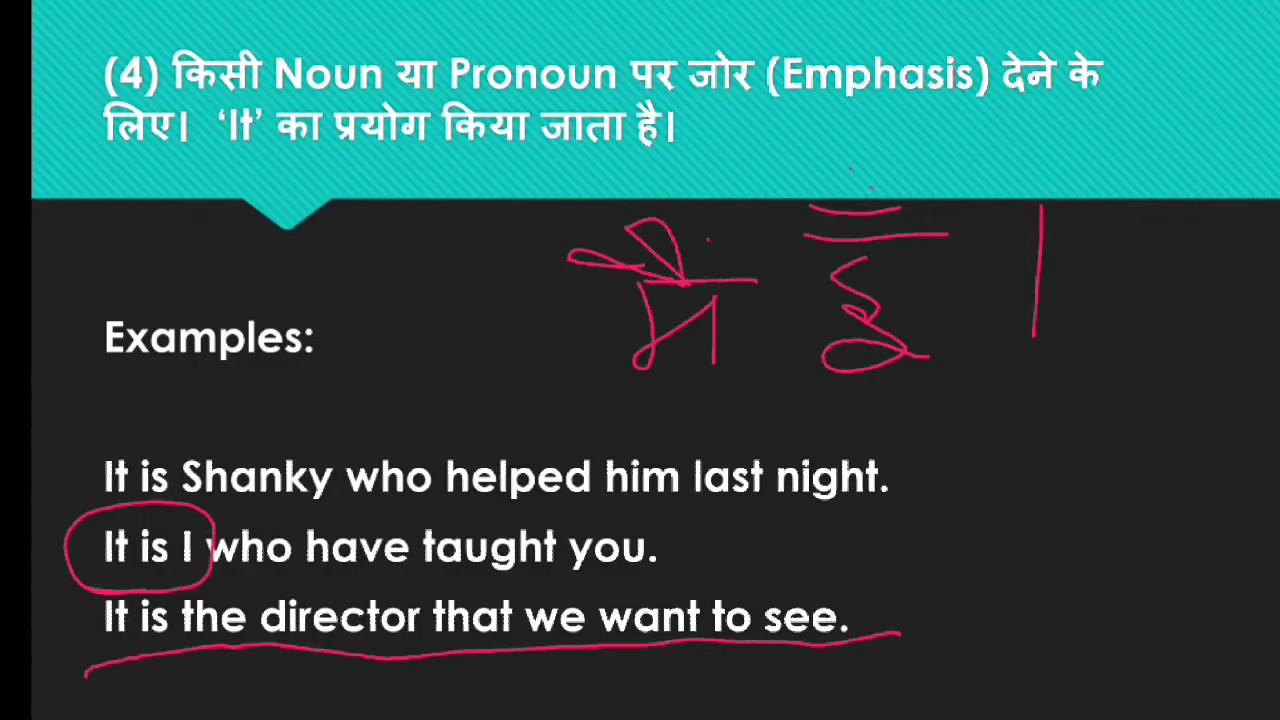 (4) किसी Noun या Pronoun पर जोर (Emphasis) देने के
लिए। ‘It’ का प्रयोग किया जाता है।
Examples:
It is Shanky who helped him last night.
It is I who have taught you.
It is the director that we want to see.